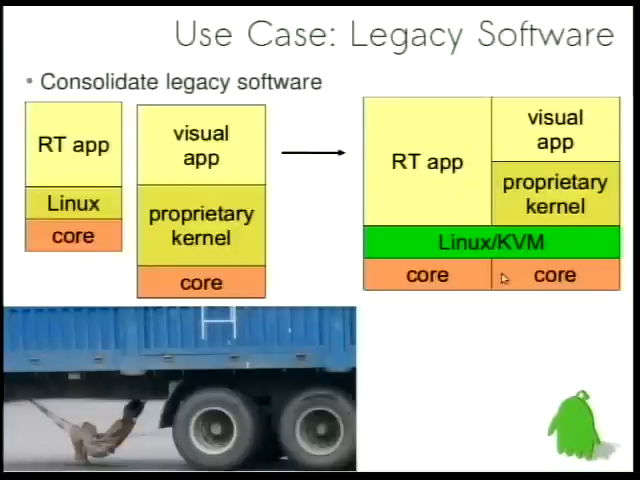 Use Case: Legacy Software
• Consolidate legacy software
RT app
Linux
core
visual
app
proprietary
kernel
core
RT app
visual
app
proprietary
kernel
Linux/KVM
core
core